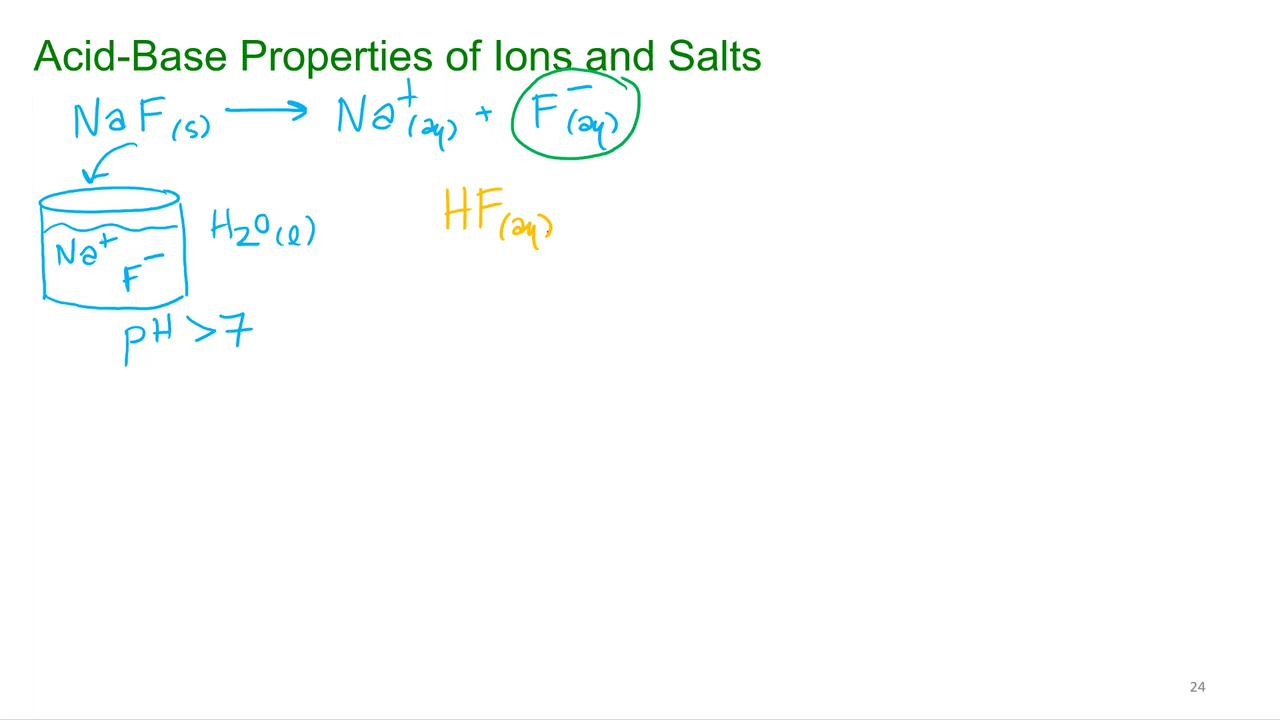 Acid-Base Properties of Ions and Salts
NaF(s) → Na⁺(aq) + F⁻(aq)
HF(aq)
H₂O(l)
Na⁺
F⁻
pH > 7
24